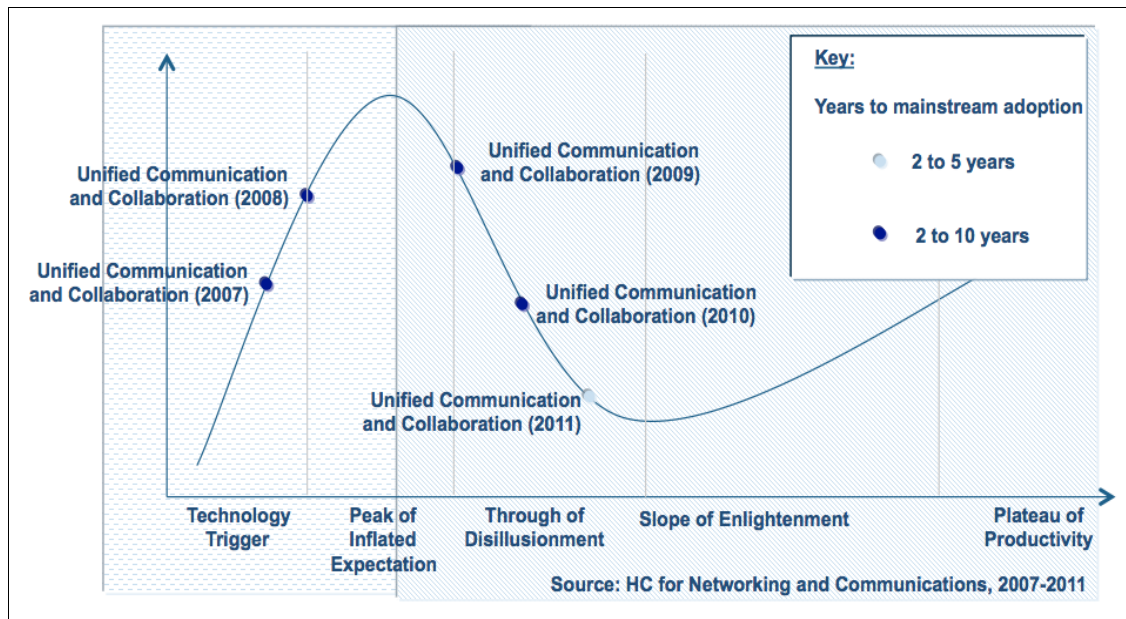 Key:
Years to mainstream adoption
2 to 5 years
2 to 10 years
Unified Communication
and Collaboration (2008)
Unified Communication
and Collaboration (2009)
Unified Communication
and Collaboration (2007)
Unified Communication
and Collaboration (2010)
Unified Communication
and Collaboration (2011)
Technology
Trigger
Peak of
Inflated
Expectation
Through of
Disillusionment
Slope of Enlightenment
Plateau of
Productivity
Source: HC for Networking and Communications, 2007-2011